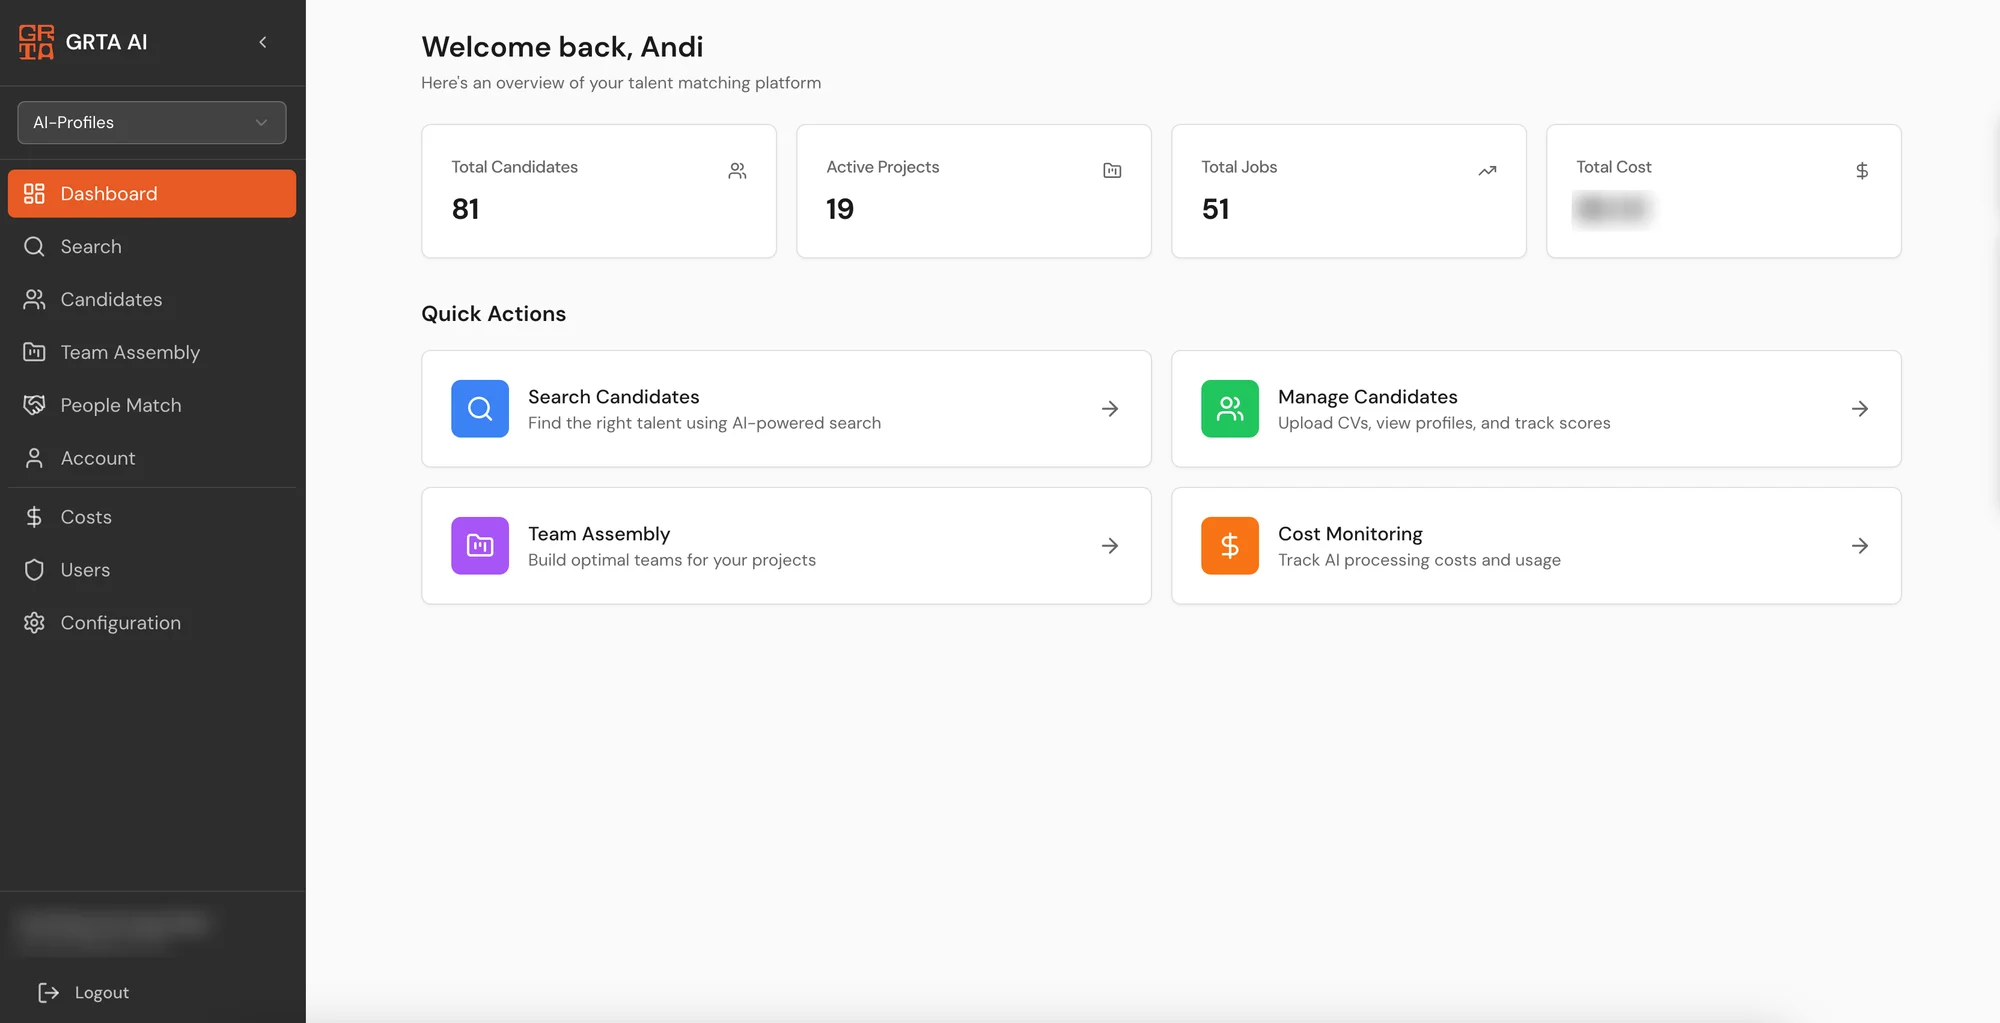 GRTA
GRTA AI
AI-Profiles
Dashboard
Search
Candidates
Team Assembly
People Match
Account
Costs
Users
Configuration
Logout
Welcome back, Andi
Here's an overview of your talent matching platform
Total Candidates
81
Active Projects
19
Total Jobs
51
Total Cost
Quick Actions
Search Candidates
Find the right talent using AI-powered search
Manage Candidates
Upload CVs, view profiles, and track scores
Team Assembly
Build optimal teams for your projects
Cost Monitoring
Track AI processing costs and usage